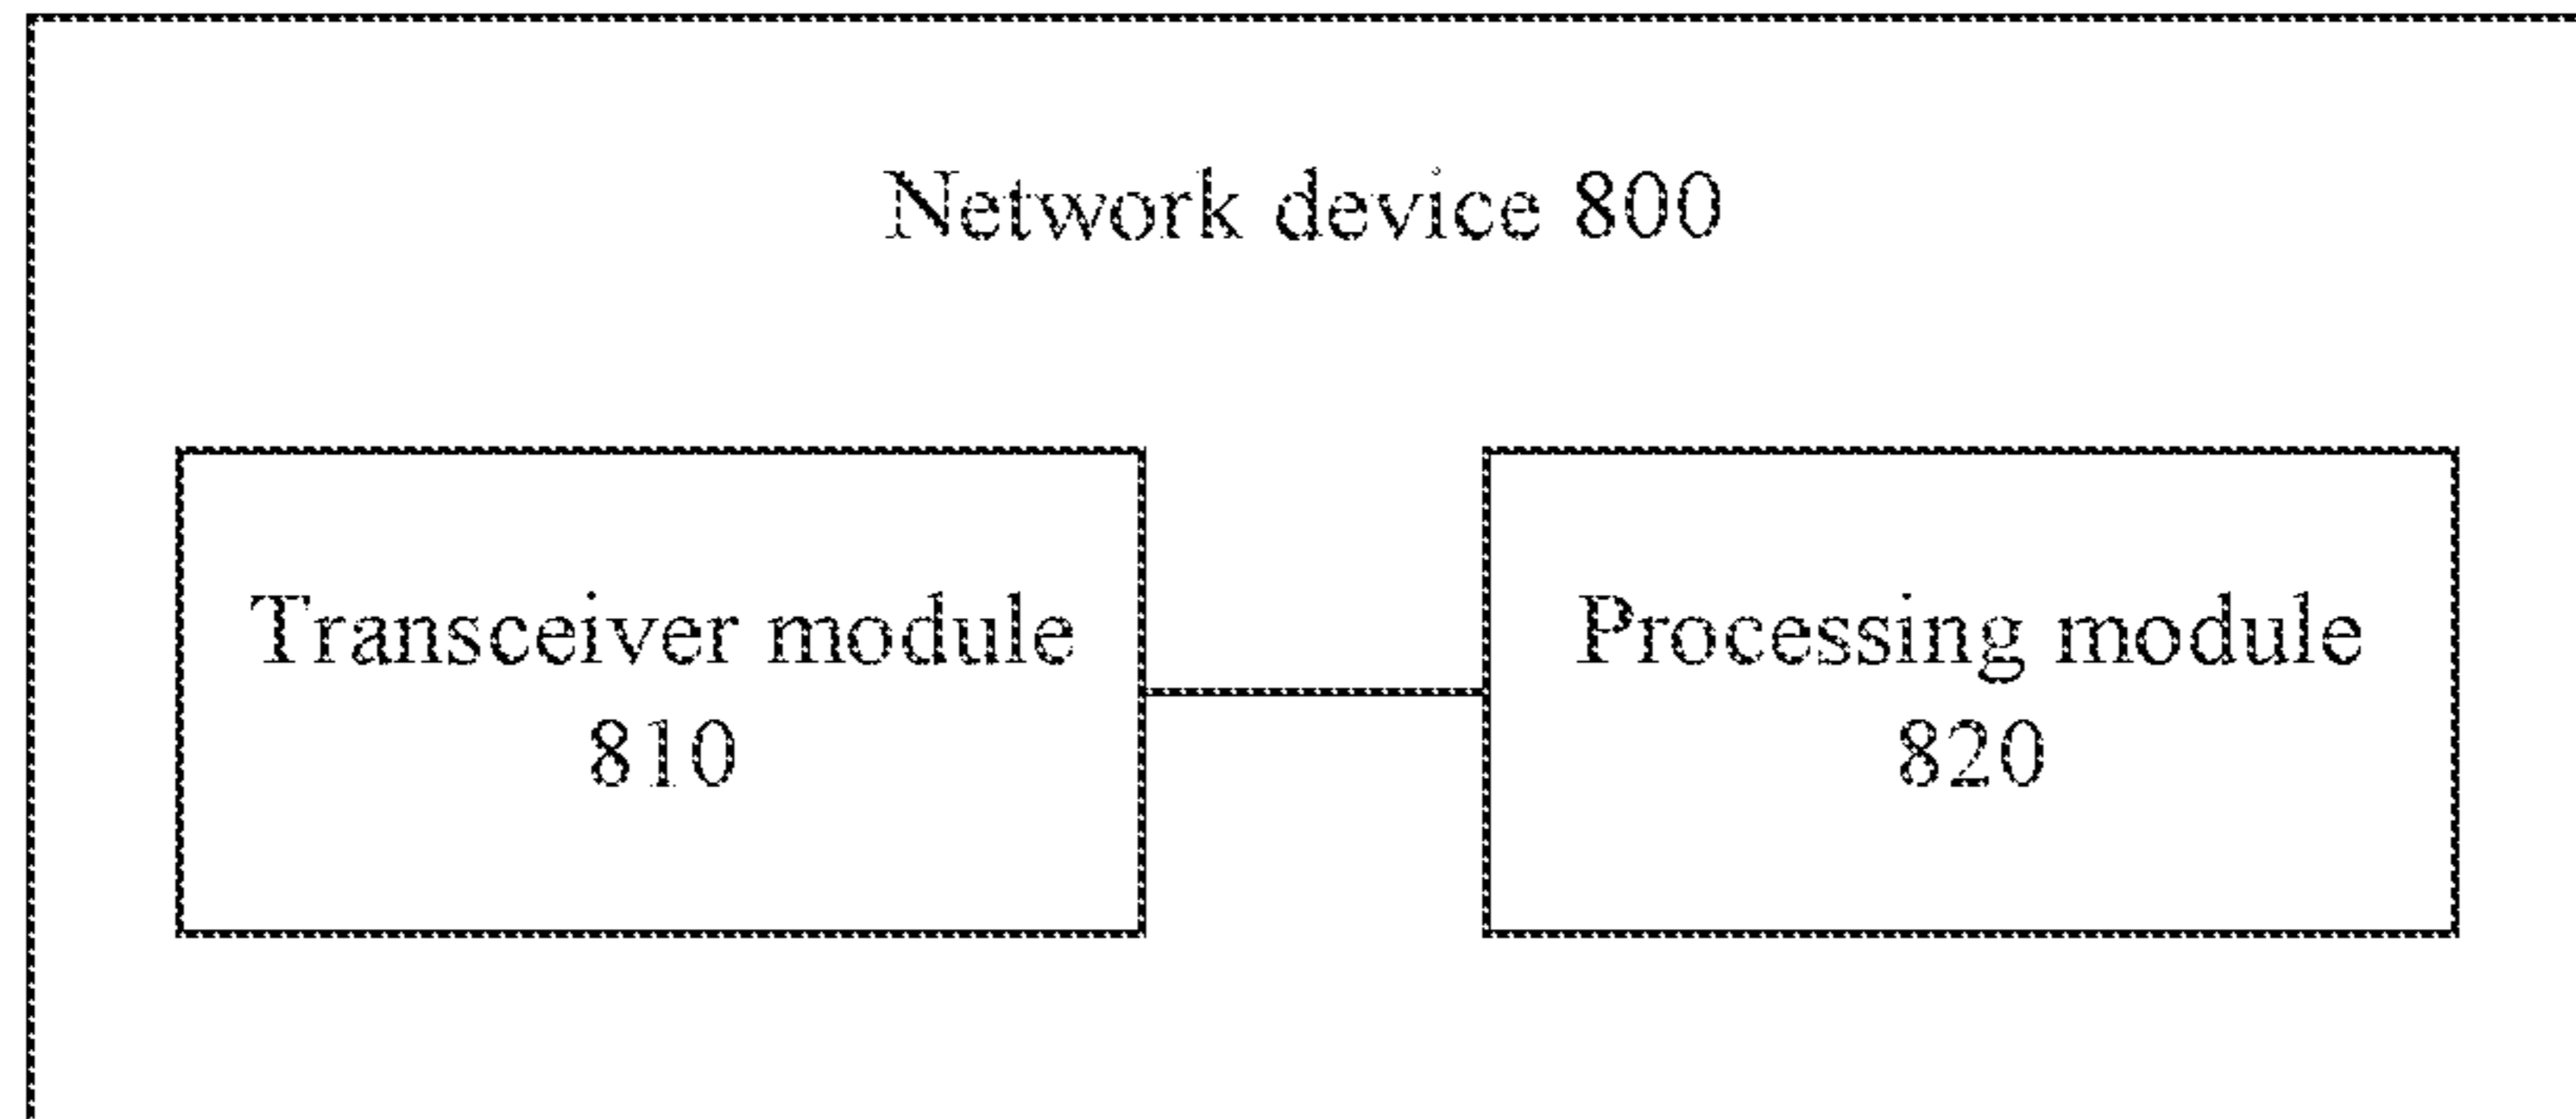 Network device 800
Transceiver module
810
Processing module
820